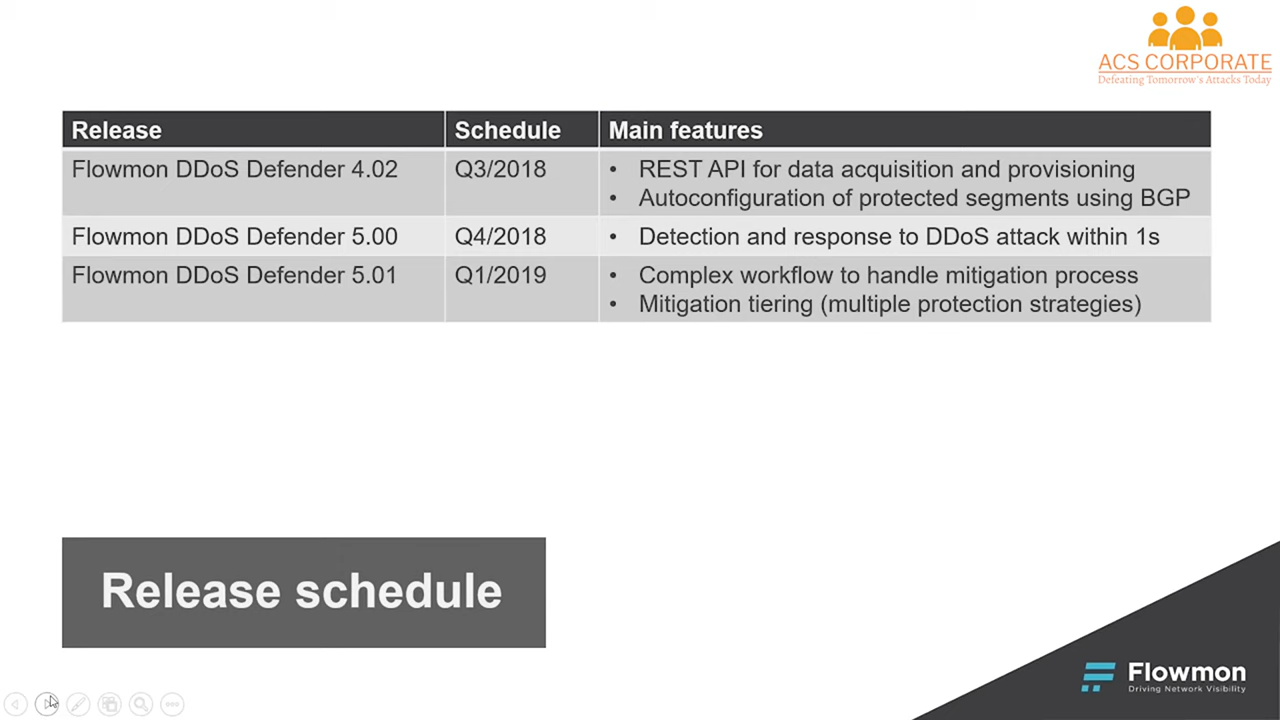 ACS CORPORATE
Defeating Tomorrow's Attacks Today
Release Schedule Main features
Flowmon DDoS Defender 4.02 Q3/2018 • REST API for data acquisition and provisioning
• Autoconfiguration of protected segments using BGP
Flowmon DDoS Defender 5.00 Q4/2018 • Detection and response to DDoS attack within 1s
Flowmon DDoS Defender 5.01 Q1/2019 • Complex workflow to handle mitigation process
• Mitigation tiering (multiple protection strategies)
Release schedule
Flowmon
Driving Network Visibility